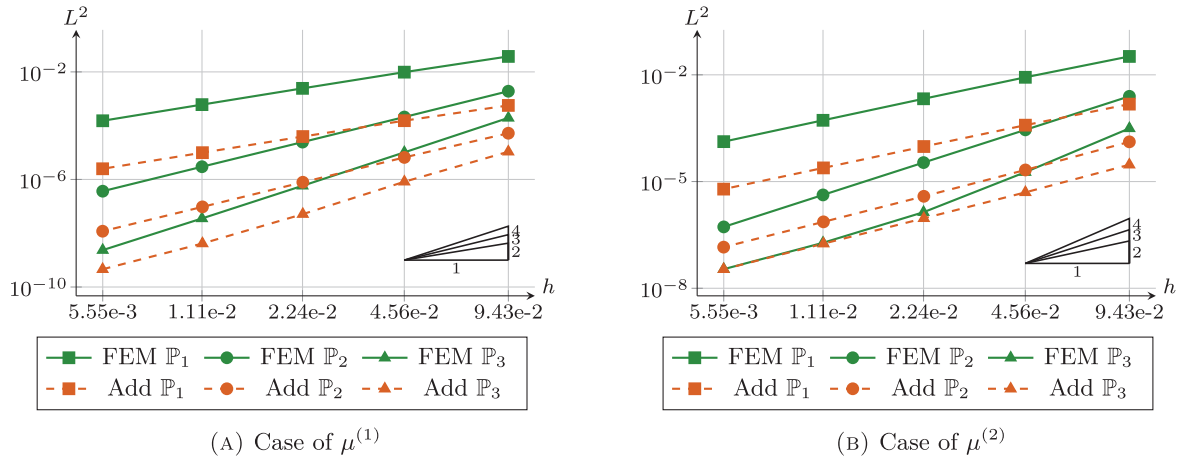 L²
10⁻²
10⁻⁶
10⁻¹⁰
4
3
2
1
h
5.55e-3 1.11e-2 2.24e-2 4.56e-2 9.43e-2
FEM ℙ₁ FEM ℙ₂ FEM ℙ₃
Add ℙ₁ Add ℙ₂ Add ℙ₃
(A) Case of μ⁽¹⁾
L²
10⁻²
10⁻⁵
10⁻⁸
4
3
2
1
h
5.55e-3 1.11e-2 2.24e-2 4.56e-2 9.43e-2
FEM ℙ₁ FEM ℙ₂ FEM ℙ₃
Add ℙ₁ Add ℙ₂ Add ℙ₃
(B) Case of μ⁽²⁾